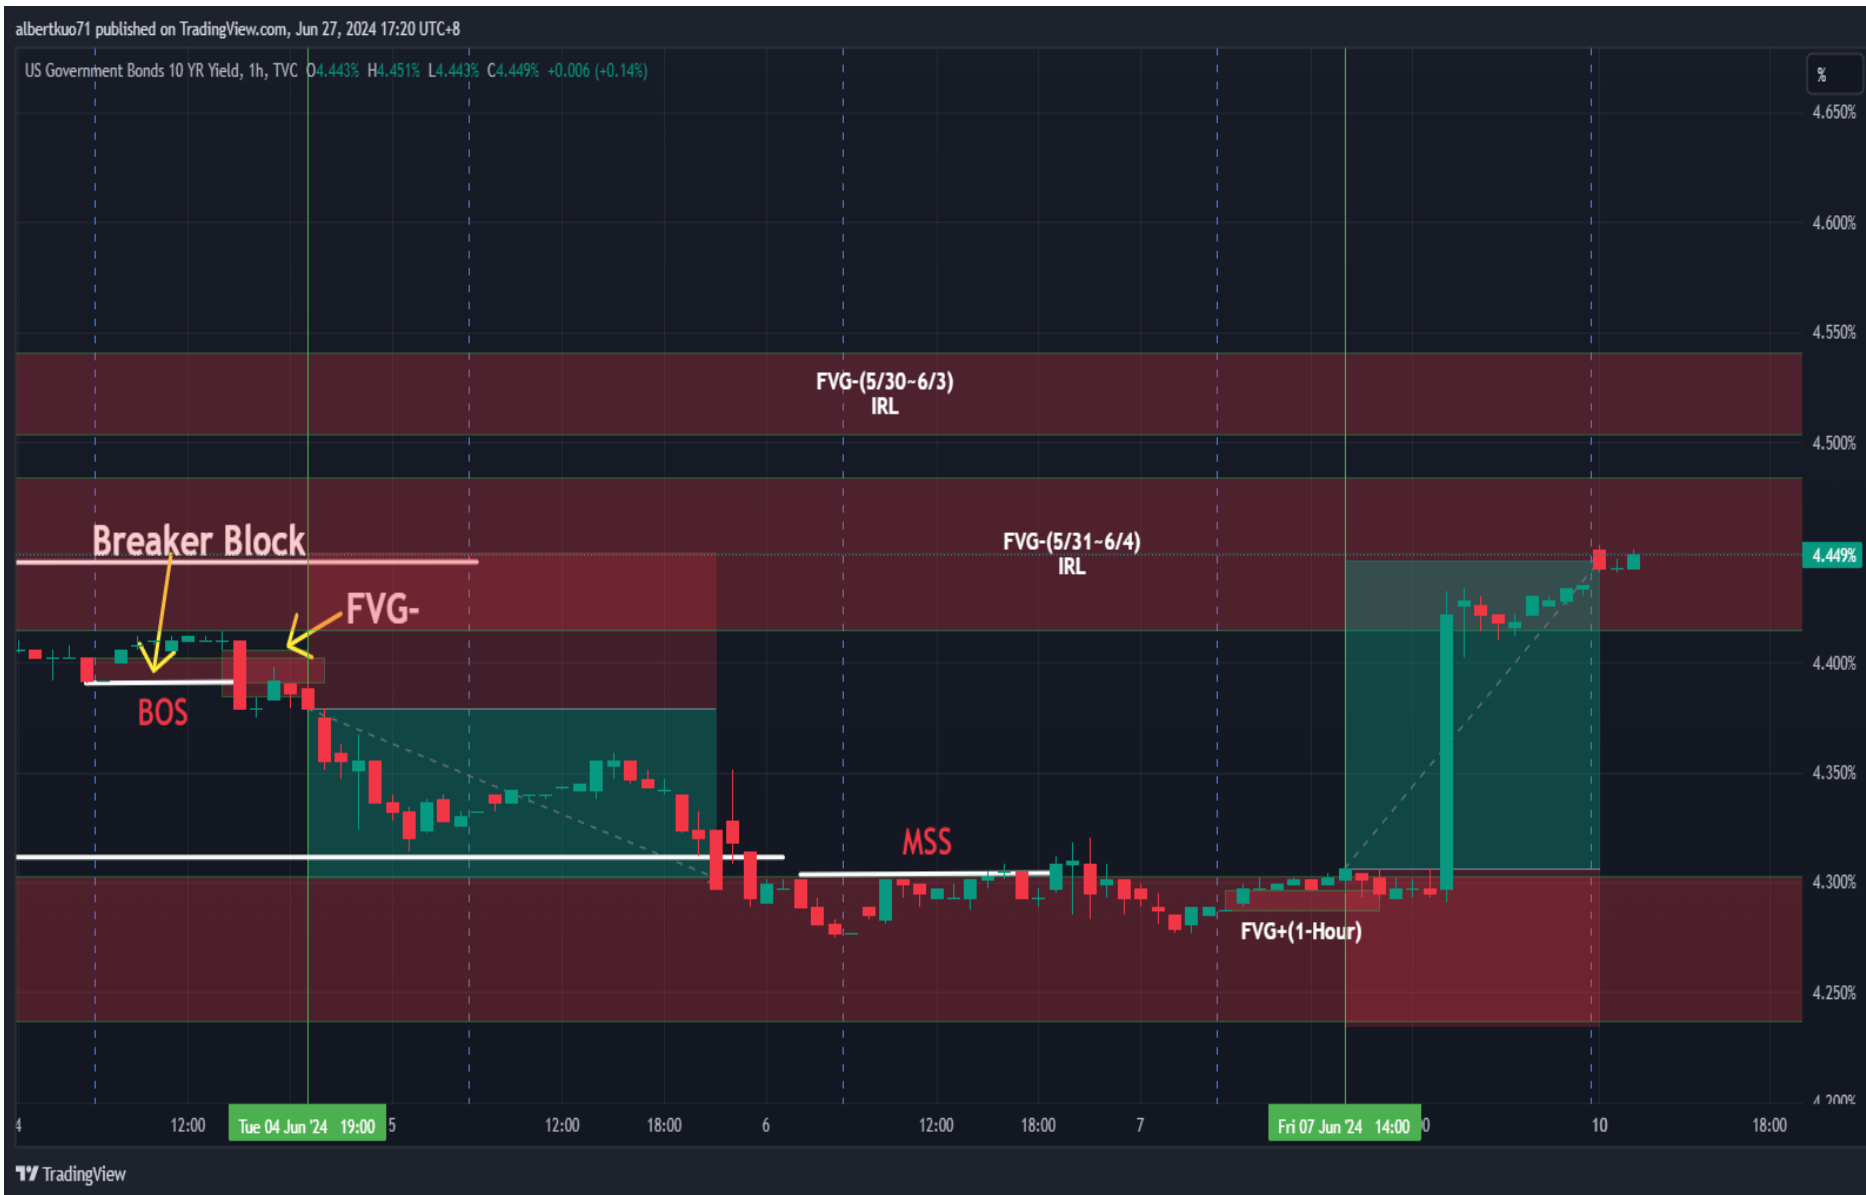 albertkuo71 published on TradingView.com, Jun 27, 2024 17:20 UTC+8
US Government Bonds 10 YR Yield, 1h, TVC O4.443% H4.451% L4.443% C4.449% +0.006 (+0.14%)
%
4.650%
4.600%
4.550%
FVG-(5/30~6/3)
IRL
4.500%
Breaker Block
FVG-(5/31~6/4)
IRL
4.449%
FVG-
4.400%
BOS
4.350%
MSS
4.300%
FVG+(1-Hour)
4.250%
4.200%
4 12:00 Tue 04 Jun '24 19:00 5 12:00 18:00 6 12:00 18:00 7 Fri 07 Jun '24 14:00 10 18:00
TradingView